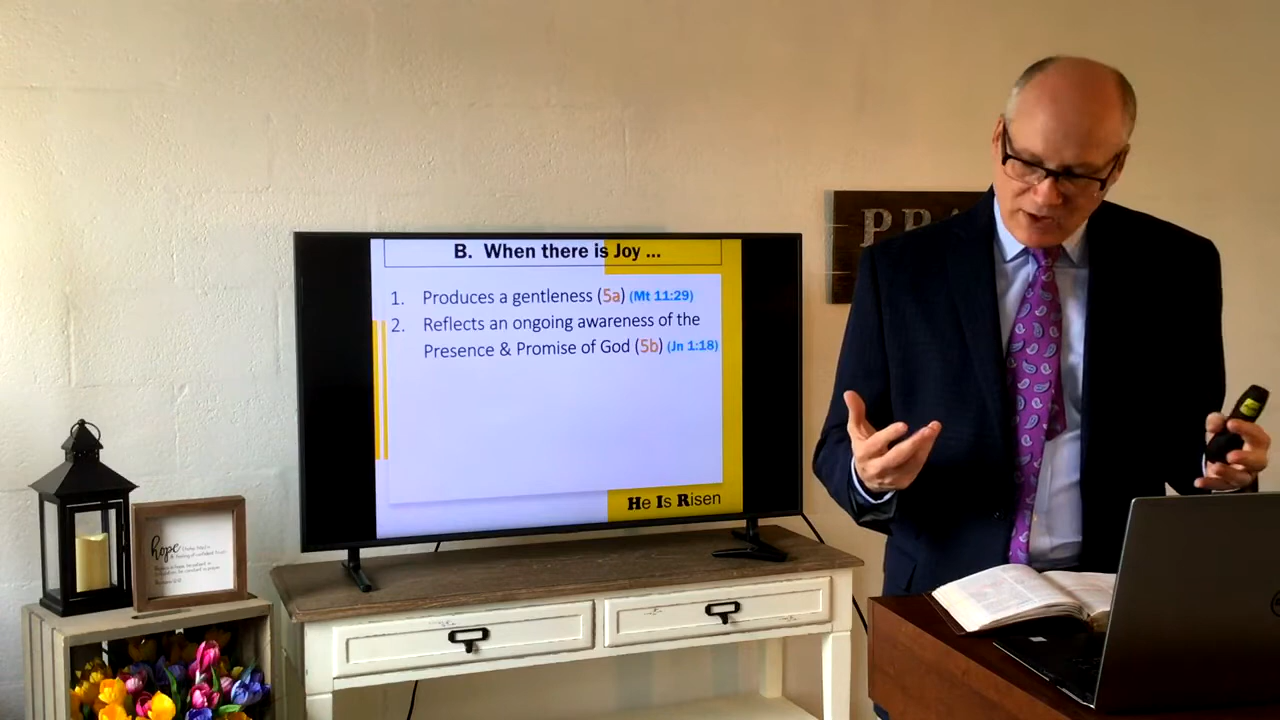 B. When there is Joy ...
1. Produces a gentleness (5a) (Mt 11:29)
2. Reflects an ongoing awareness of the
Presence & Promise of God (5b) (Jn 1:18)
He Is Risen
PRA
hope